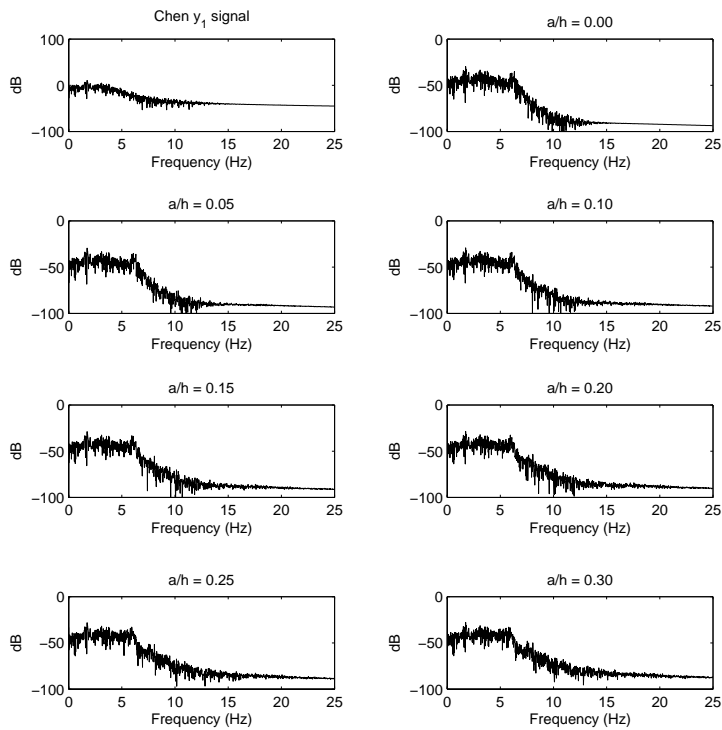 Chen y1 signal
100
0
−100
dB
0 5 10 15 20 25
Frequency (Hz)
a/h = 0.00
0
−50
−100
dB
0 5 10 15 20 25
Frequency (Hz)
a/h = 0.05
0
−50
−100
dB
0 5 10 15 20 25
Frequency (Hz)
a/h = 0.10
0
−50
−100
dB
0 5 10 15 20 25
Frequency (Hz)
a/h = 0.15
0
−50
−100
dB
0 5 10 15 20 25
Frequency (Hz)
a/h = 0.20
0
−50
−100
dB
0 5 10 15 20 25
Frequency (Hz)
a/h = 0.25
0
−50
−100
dB
0 5 10 15 20 25
Frequency (Hz)
a/h = 0.30
0
−50
−100
dB
0 5 10 15 20 25
Frequency (Hz)